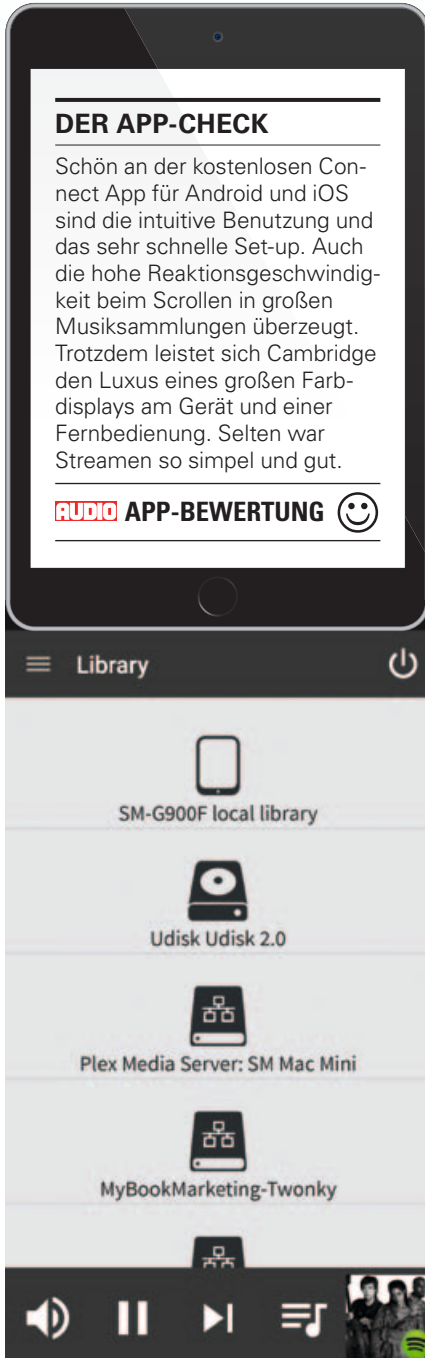 DER APP-CHECK
Schön an der kostenlosen Con-
nect App für Android und iOS
sind die intuitive Benutzung und
das sehr schnelle Set-up. Auch
die hohe Reaktionsgeschwindig-
keit beim Scrollen in großen
Musiksammlungen überzeugt.
Trotzdem leistet sich Cambridge
den Luxus eines großen Farb-
displays am Gerät und einer
Fernbedienung. Selten war
Streamen so simpel und gut.
AUDIO APP-BEWERTUNG
Library
SM-G900F local library
Udisk Udisk 2.0
Plex Media Server: SM Mac Mini
MyBookMarketing-Twonky